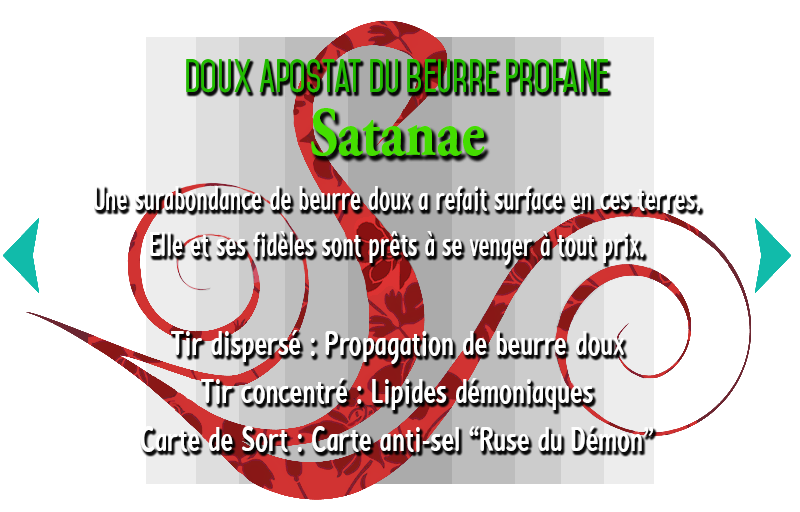 DOUX APOSTAT DU BEURRE PROFANE
Satanae
Une surabondance de beurre doux a refait surface en ces terres.
Elle et ses fidèles sont prêts à se venger à tout prix.
Tir dispersé : Propagation de beurre doux
Tir concentré : Lipides démoniaques
Carte de Sort : Carte anti-sel “Ruse du Démon”